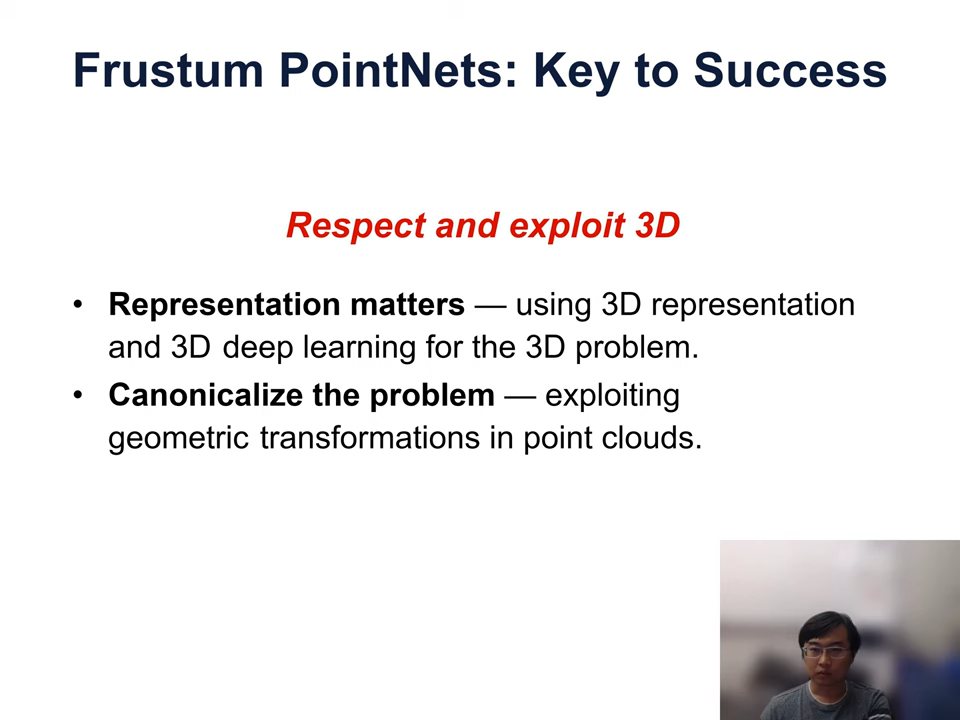 Frustum PointNets: Key to Success
Respect and exploit 3D
• Representation matters — using 3D representation
and 3D deep learning for the 3D problem.
• Canonicalize the problem — exploiting
geometric transformations in point clouds.